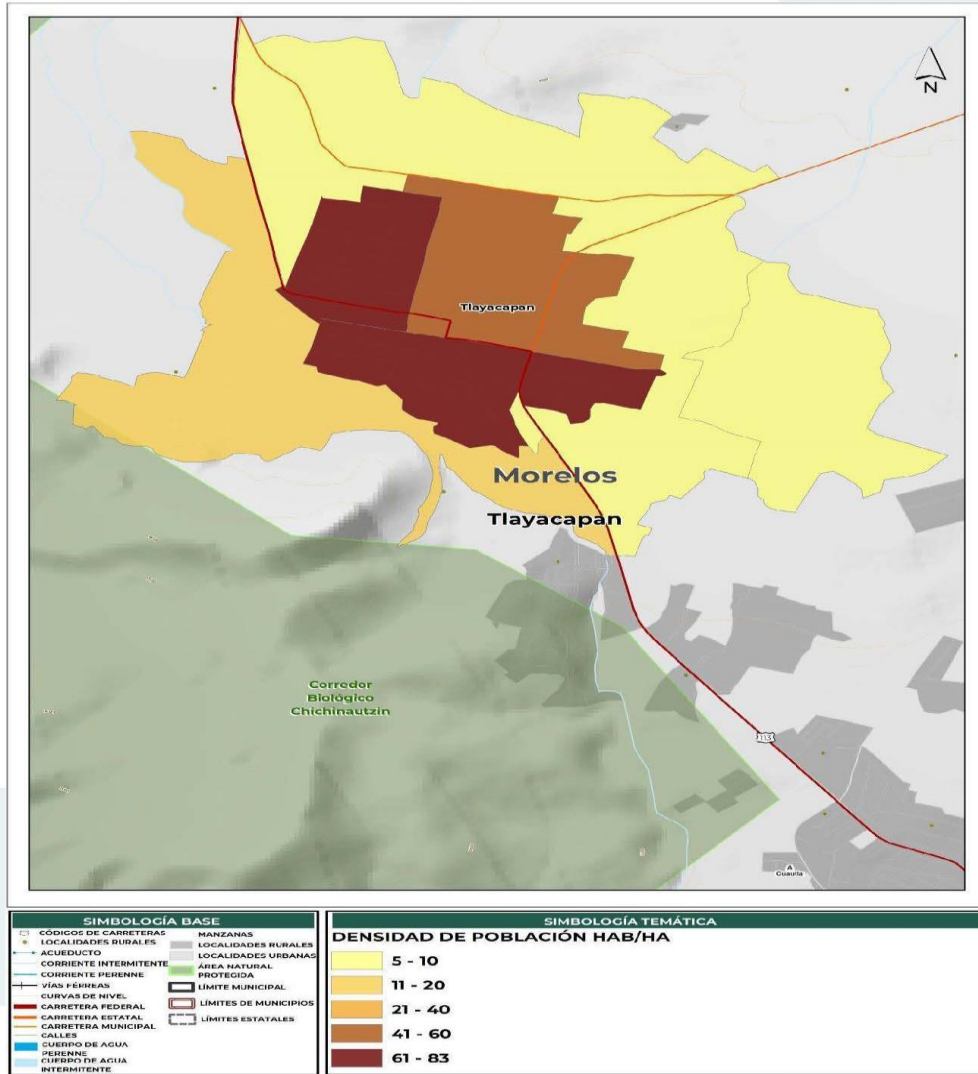 N
Tlayacapan
Morelos
Tlayacapan
Corredor
Biológico
Chichinautzin
113
A
Cuautla
SIMBOLOGÍA BASE
CÓDIGOS DE CARRETERAS
LOCALIDADES RURALES
ACUEDUCTO
CORRIENTE INTERMITENTE
CORRIENTE PERENNE
VÍAS FÉRREAS
CURVAS DE NIVEL
CARRETERA FEDERAL
CARRETERA ESTATAL
CARRETERA MUNICIPAL
CALLES
CUERPO DE AGUA
PERENNE
CUERPO DE AGUA
INTERMITENTE
MANZANAS
LOCALIDADES RURALES
LOCALIDADES URBANAS
ÁREA NATURAL
PROTEGIDA
LÍMITE MUNICIPAL
LÍMITES DE MUNICIPIOS
LÍMITES ESTATALES
SIMBOLOGÍA TEMÁTICA
DENSIDAD DE POBLACIÓN HAB/HA
5 - 10
11 - 20
21 - 40
41 - 60
61 - 83